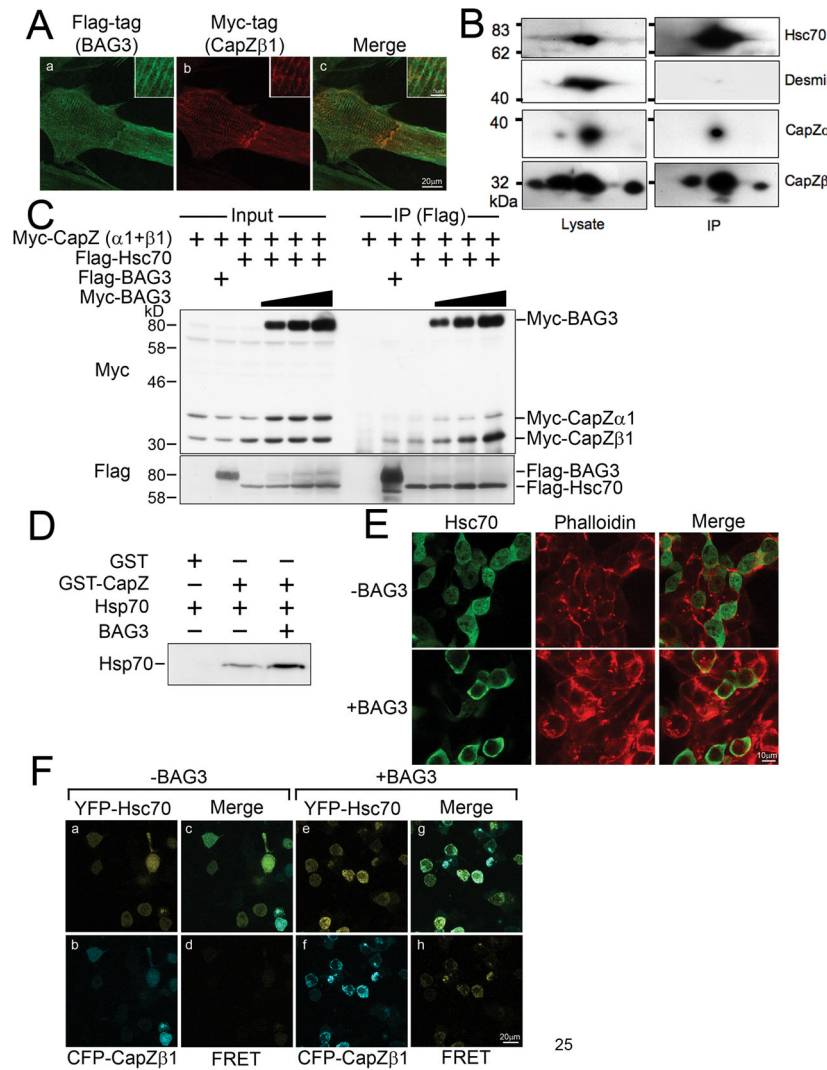 A
Flag-tag (BAG3)
Myc-tag (CapZβ1)
Merge
a
b
c
5μm
20μm
B
83
62
40
40
32
kDa
Hsc70
Desmi
CapZα
CapZβ
Lysate
IP
C
Input
IP (Flag)
Myc-CapZ (α1+β1) + + + + + + + + + + + +
Flag-Hsc70 + + + + + + + +
Flag-BAG3 + +
Myc-BAG3
kD
80
58
46
30
Myc
Myc-BAG3
Myc-CapZα1
Myc-CapZβ1
Flag
80
58
Flag-BAG3
Flag-Hsc70
D
GST + − −
GST-CapZ − + +
Hsp70 + + +
BAG3 − − +
Hsp70
E
Hsc70
Phalloidin
Merge
-BAG3
+BAG3
10μm
F
-BAG3
+BAG3
YFP-Hsc70
Merge
YFP-Hsc70
Merge
a
c
e
g
b
d
f
h
20μm
CFP-CapZβ1
FRET
CFP-CapZβ1
FRET
25